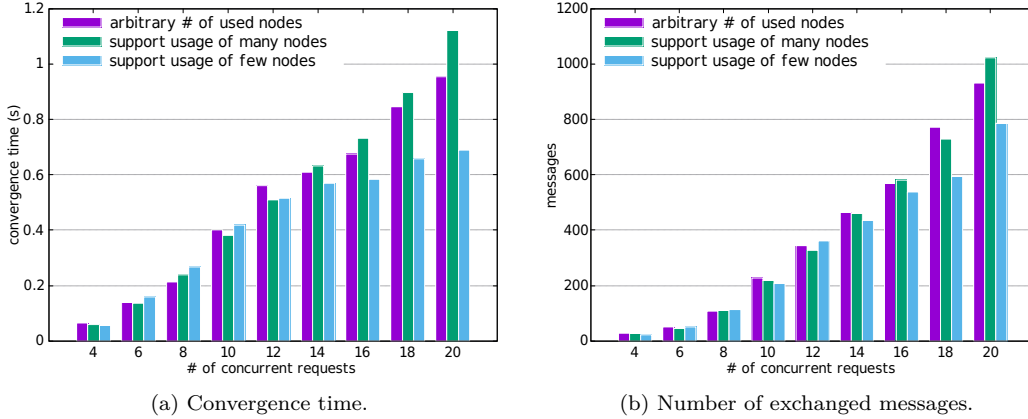 arbitrary # of used nodes
support usage of many nodes
support usage of few nodes
convergence time (s)
1.2
1
0.8
0.6
0.4
0.2
0
4 6 8 10 12 14 16 18 20
# of concurrent requests
(a) Convergence time.
arbitrary # of used nodes
support usage of many nodes
support usage of few nodes
messages
1200
1000
800
600
400
200
0
4 6 8 10 12 14 16 18 20
# of concurrent requests
(b) Number of exchanged messages.